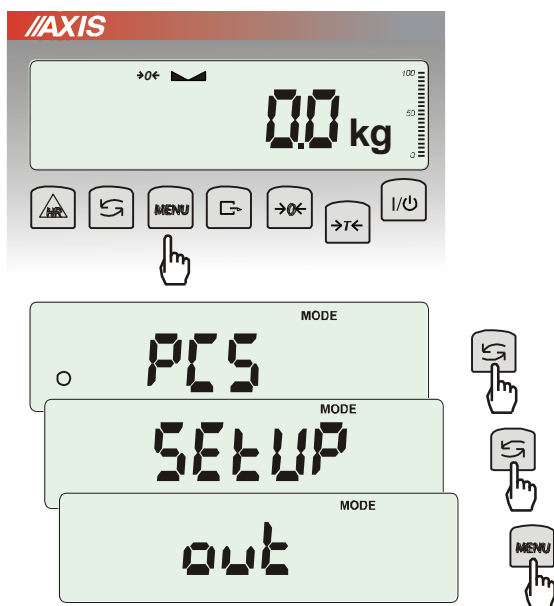 //AXIS
→0←
100
50
0
0.0 kg
HR
MENU
→0←
→T←
I/⏻
MODE
PCS
MODE
SEtUP
MODE
out
MENU